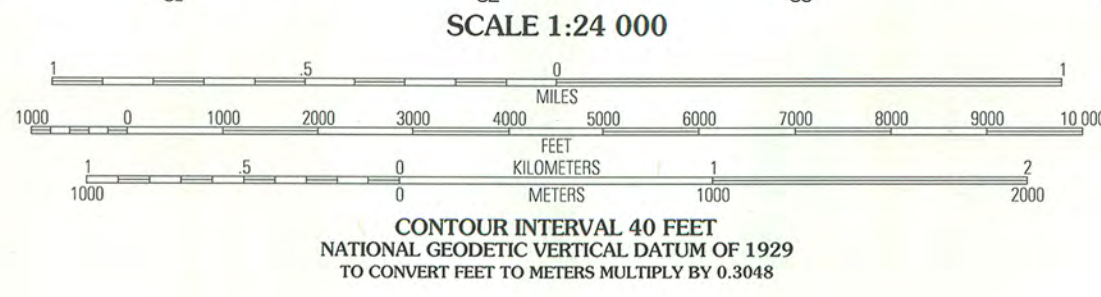 SCALE 1:24 000
1 .5 0 1
MILES
1000 0 1000 2000 3000 4000 5000 6000 7000 8000 9000 10 000
FEET
1 .5 0 KILOMETERS 1 2
1000 0 METERS 1000 2000
CONTOUR INTERVAL 40 FEET
NATIONAL GEODETIC VERTICAL DATUM OF 1929
TO CONVERT FEET TO METERS MULTIPLY BY 0.3048